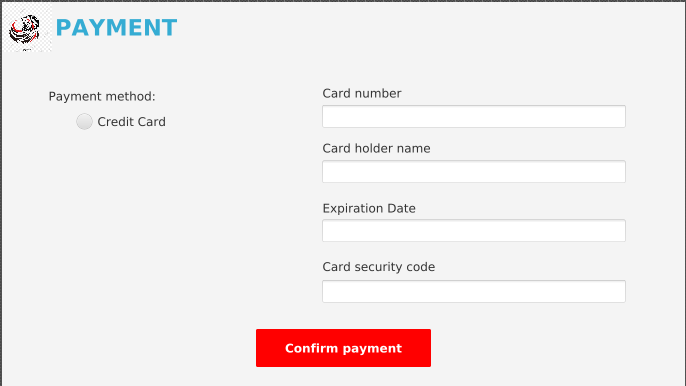 PAYMENT
Payment method:
Credit Card
Card number
Card holder name
Expiration Date
Card security code
Confirm payment